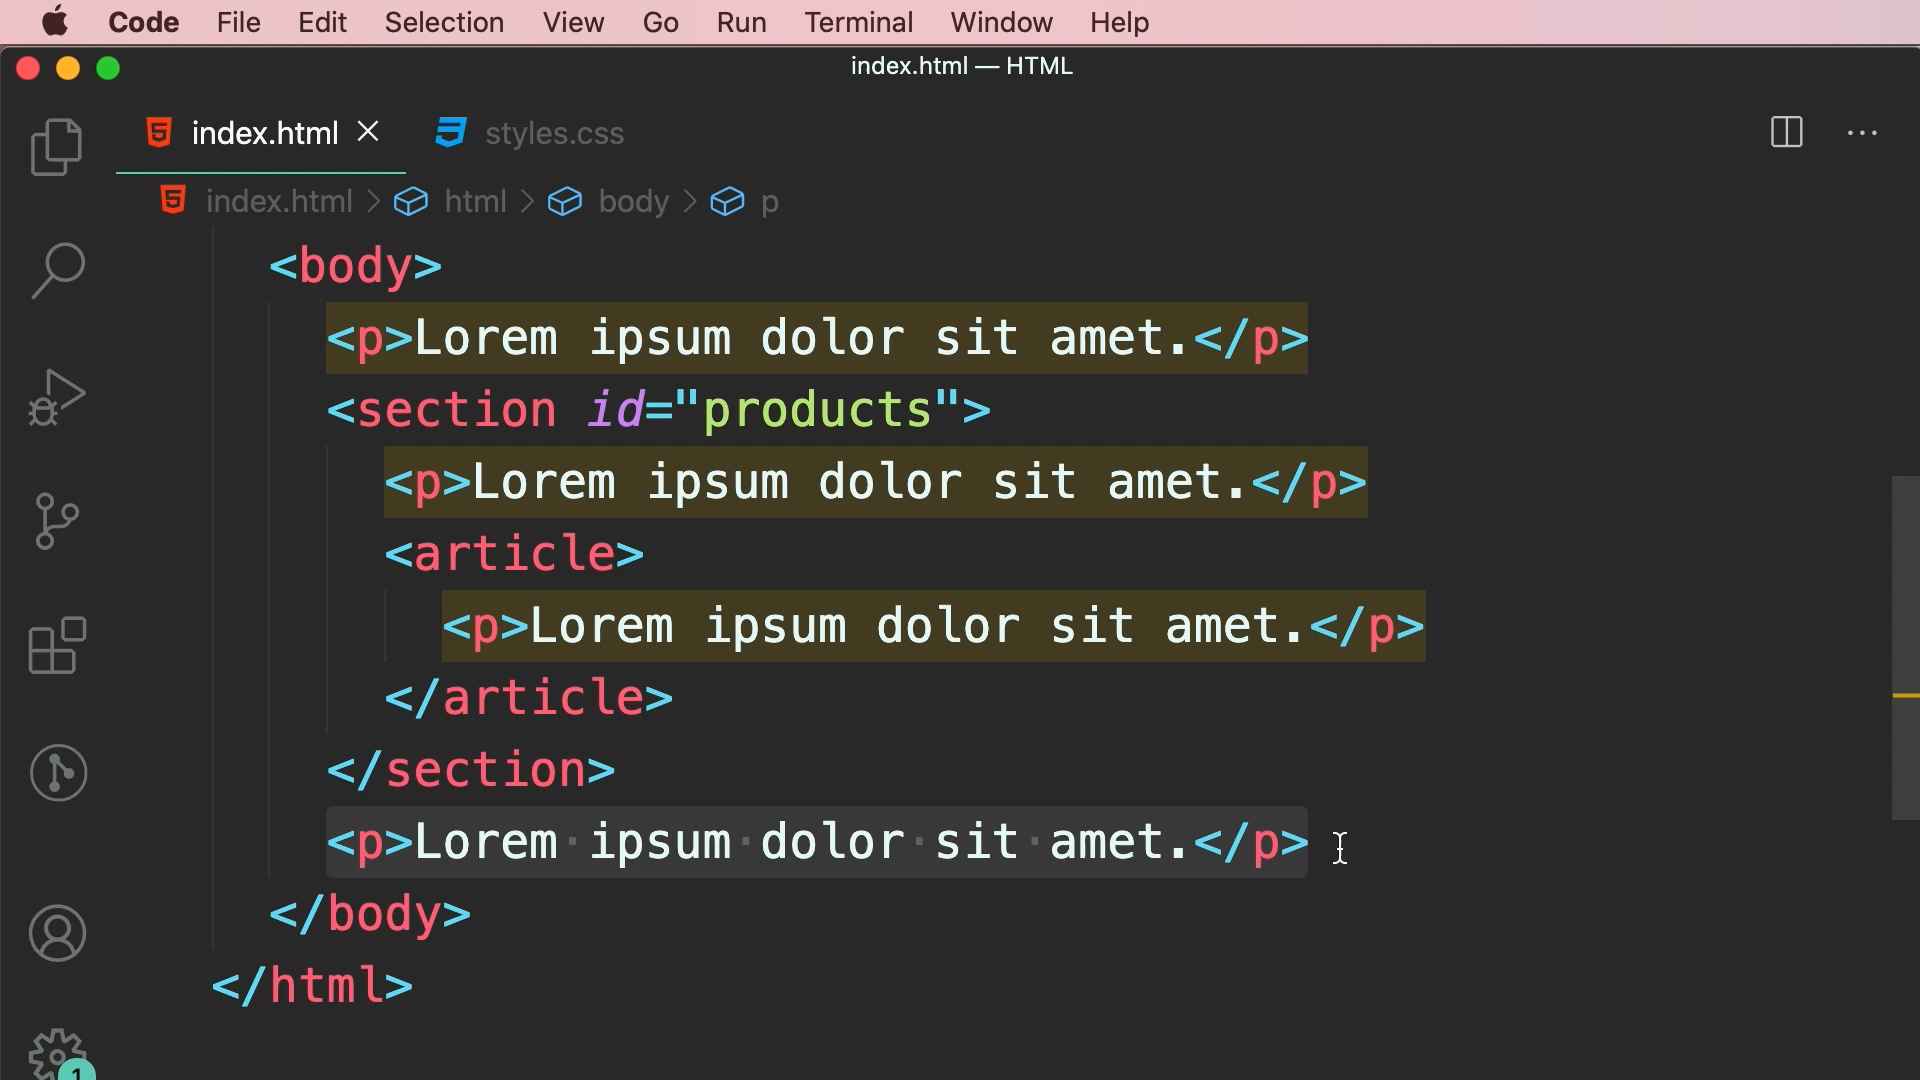 Code File Edit Selection View Go Run Terminal Window Help
index.html — HTML
index.html styles.css
index.html > html > body > p
<body>
<p>Lorem ipsum dolor sit amet.</p>
<section id="products">
<p>Lorem ipsum dolor sit amet.</p>
<article>
<p>Lorem ipsum dolor sit amet.</p>
</article>
</section>
<p>Lorem ipsum dolor sit amet.</p>
</body>
</html>
1